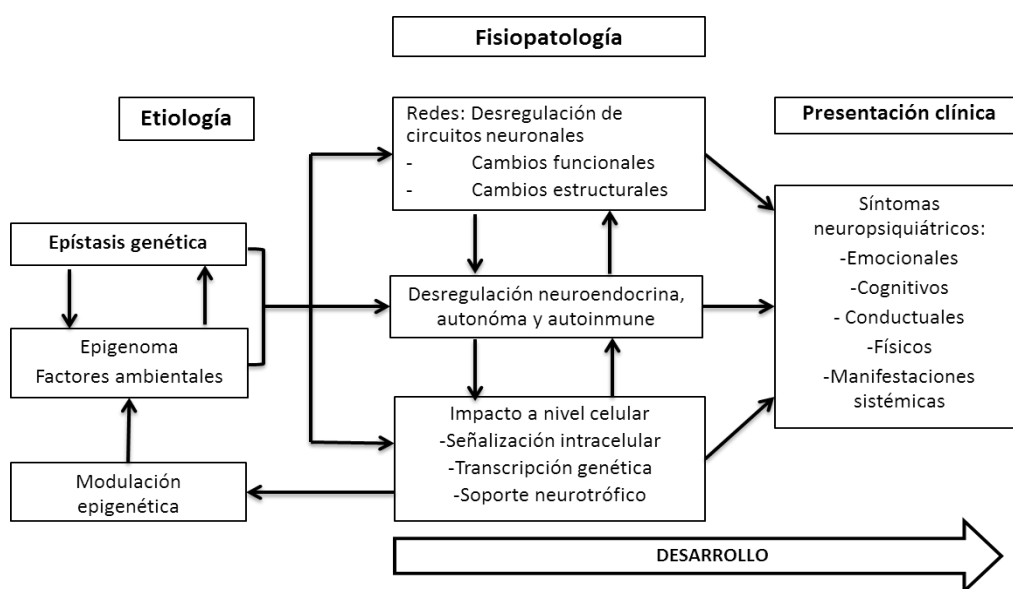 Fisiopatología
Etiología
Presentación clínica
Redes: Desregulación de
circuitos neuronales
- Cambios funcionales
- Cambios estructurales
Epístasis genética
Epigenoma
Factores ambientales
Modulación
epigenética
Desregulación neuroendocrina,
autonóma y autoinmune
Impacto a nivel celular
-Señalización intracelular
-Transcripción genética
-Soporte neurotrófico
Síntomas
neuropsiquiátricos:
-Emocionales
-Cognitivos
- Conductuales
-Físicos
-Manifestaciones
sistémicas
DESARROLLO